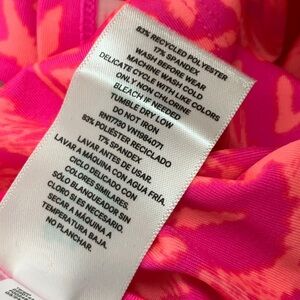 83% RECYCLED POLYESTER
17% SPANDEX
WASH BEFORE WEAR
MACHINE WASH COLD
DELICATE CYCLE WITH LIKE COLORS
ONLY NON CHLORINE
BLEACH IF NEEDED
TUMBLE DRY LOW
DO NOT IRON
83% POLIÉSTER RECICLADO
17% SPANDEX
LAVAR ANTES DE USAR.
LAVAR A MÁQUINA CON AGUA FRÍA
CICLO DELICADO CON
COLORES SIMILARES
SÓLO BLANQUEADOR SIN
CLORO SI ES NECESARIO.
SECAR A MÁQUINA A
TEMPERATURA BAJA.
NO PLANCHAR.